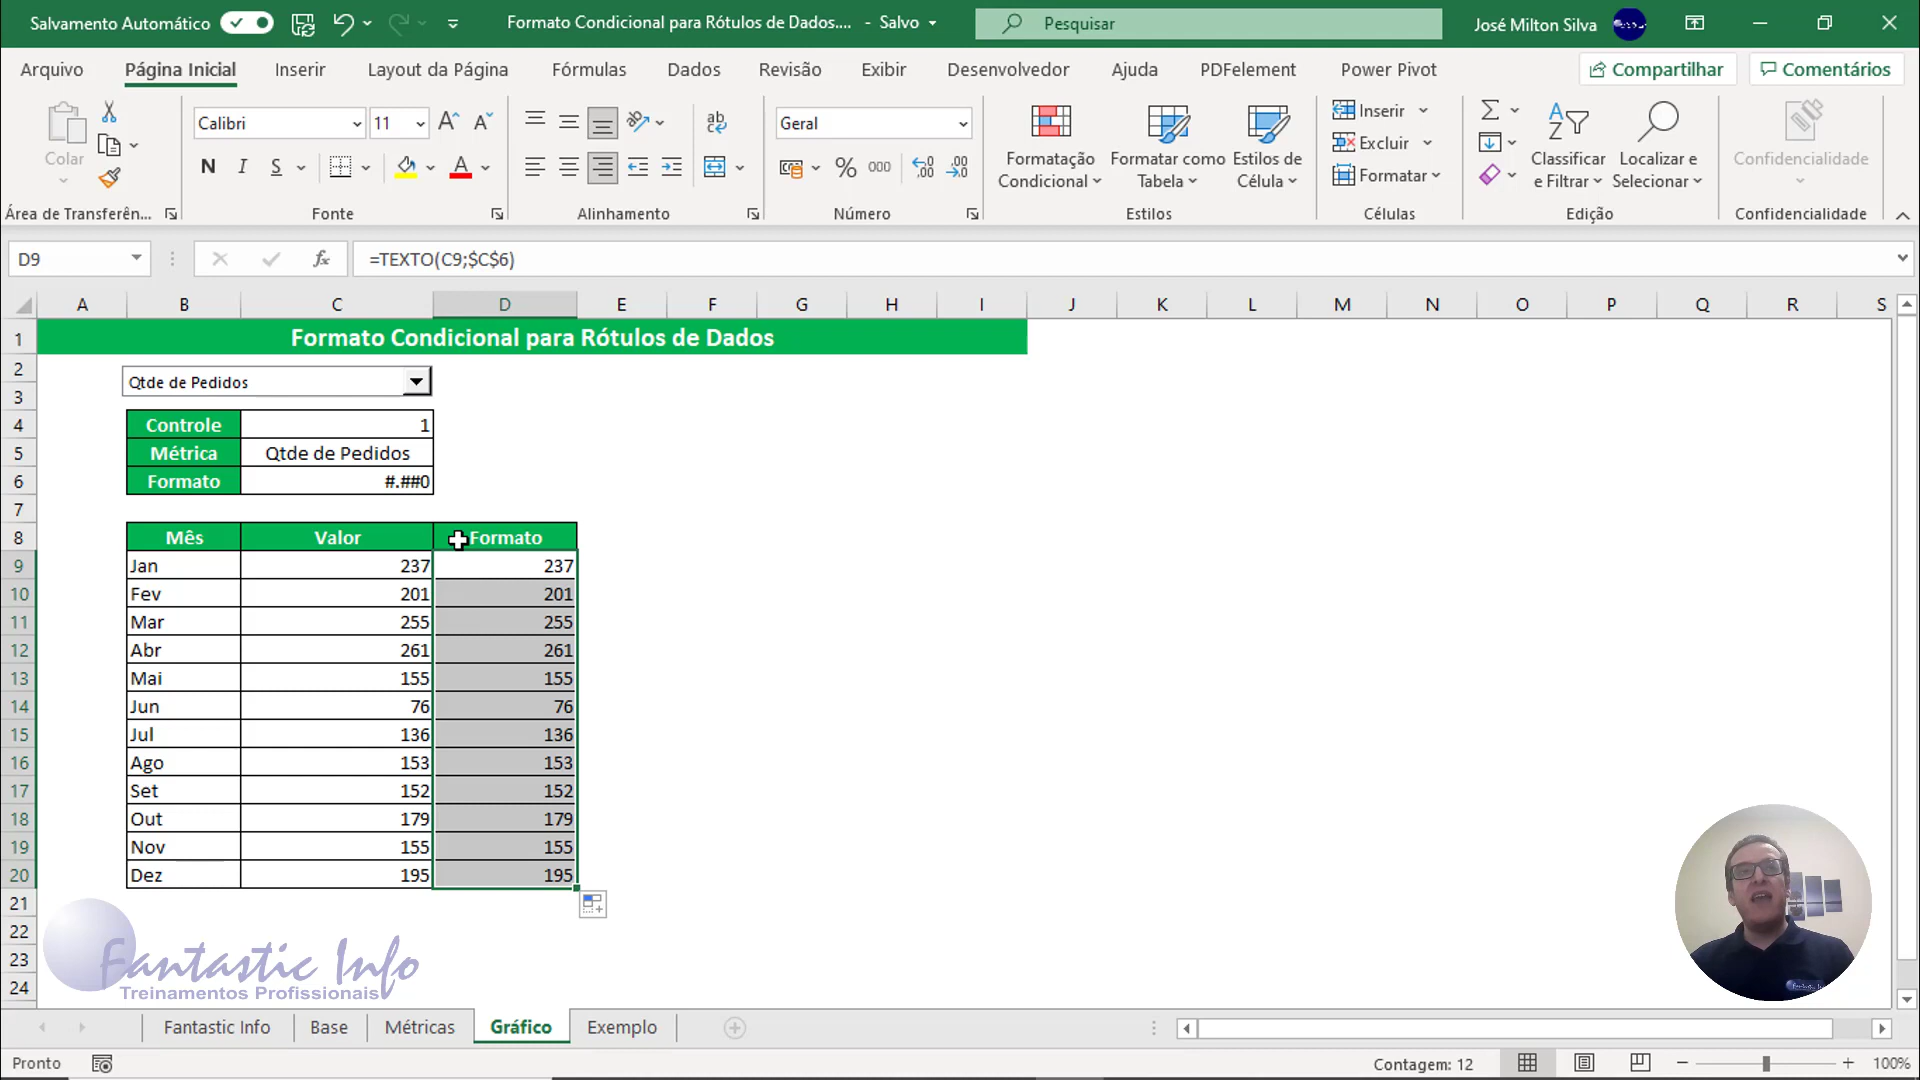 Salvamento Automático
Formato Condicional para Rótulos de Dados.... - Salvo
Pesquisar
José Milton Silva
Arquivo Página Inicial Inserir Layout da Página Fórmulas Dados Revisão Exibir Desenvolvedor Ajuda PDFelement Power Pivot Compartilhar Comentários
Colar
Calibri 11
N I S
ab
Geral
% 000
Formatação Condicional
Formatar como Tabela
Estilos de Célula
Inserir
Excluir
Formatar
Classificar e Filtrar
Localizar e Selecionar
Confidencialidade
Área de Transferên... Fonte Alinhamento Número Estilos Células Edição Confidencialidade
D9 fx =TEXTO(C9;$C$6)
A B C D E F G H I J K L M N O P Q R S
1 Formato Condicional para Rótulos de Dados
2 Qtde de Pedidos
3
4 Controle 1
5 Métrica Qtde de Pedidos
6 Formato #.##0
7
8 Mês Valor Formato
9 Jan 237 237
10 Fev 201 201
11 Mar 255 255
12 Abr 261 261
13 Mai 155 155
14 Jun 76 76
15 Jul 136 136
16 Ago 153 153
17 Set 152 152
18 Out 179 179
19 Nov 155 155
20 Dez 195 195
21
22
23
24
Fantastic Info
Treinamentos Profissionais
Fantastic Info Base Métricas Gráfico Exemplo
Pronto Contagem: 12 100%